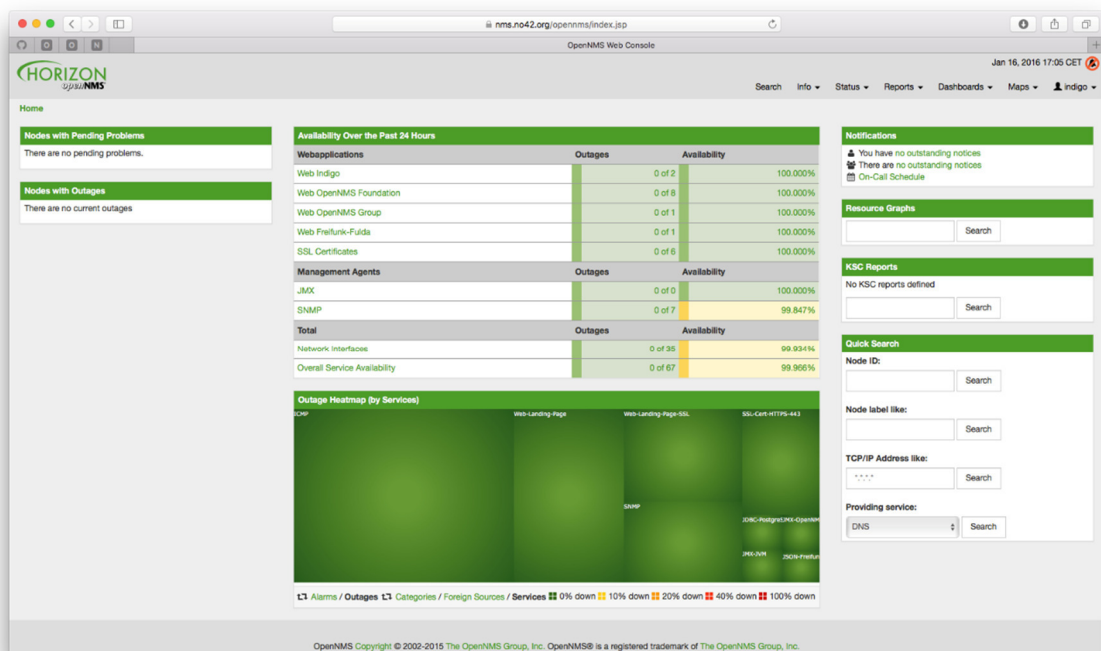 nms.no42.org/opennms/index.jsp
OpenNMS Web Console
HORIZON
openNMS
Jan 16, 2016 17:05 CET
Search Info Status Reports Dashboards Maps indigo
Home
Nodes with Pending Problems
There are no pending problems.
Nodes with Outages
There are no current outages
Availability Over the Past 24 Hours
Webapplications Outages Availability
Web Indigo 0 of 2 100.000%
Web OpenNMS Foundation 0 of 8 100.000%
Web OpenNMS Group 0 of 1 100.000%
Web Freifunk-Fulda 0 of 1 100.000%
SSL Certificates 0 of 6 100.000%
Management Agents Outages Availability
JMX 0 of 0 100.000%
SNMP 0 of 7 99.847%
Total Outages Availability
Network Interfaces 0 of 35 99.934%
Overall Service Availability 0 of 67 99.966%
Outage Heatmap (by Services)
ICMP Web-Landing-Page Web-Landing-Page-SSL SSL-Cert-HTTPS-443
SNMP
JDBC-Postgre JMX-OpenNM
JMX-JVM JSON-Freifun
Alarms / Outages Categories / Foreign Sources / Services 0% down 10% down 20% down 40% down 100% down
Notifications
You have no outstanding notices
There are no outstanding notices
On-Call Schedule
Resource Graphs
Search
KSC Reports
No KSC reports defined
Search
Quick Search
Node ID:
Search
Node label like:
Search
TCP/IP Address like:
*.*.*.* Search
Providing service:
DNS Search
OpenNMS Copyright © 2002-2015 The OpenNMS Group, Inc. OpenNMS® is a registered trademark of The OpenNMS Group, Inc.